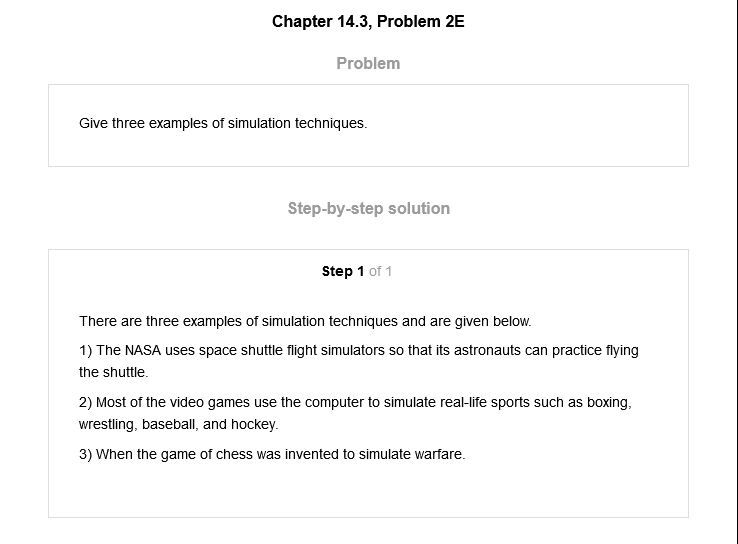 Chapter 14.3, Problem 2E
Problem
Give three examples of simulation techniques.
Step-by-step solution
Step 1 of 1
There are three examples of simulation techniques and are given below.
1) The NASA uses space shuttle flight simulators so that its astronauts can practice flying
the shuttle.
2) Most of the video games use the computer to simulate real-life sports such as boxing,
wrestling, baseball, and hockey.
3) When the game of chess was invented to simulate warfare.